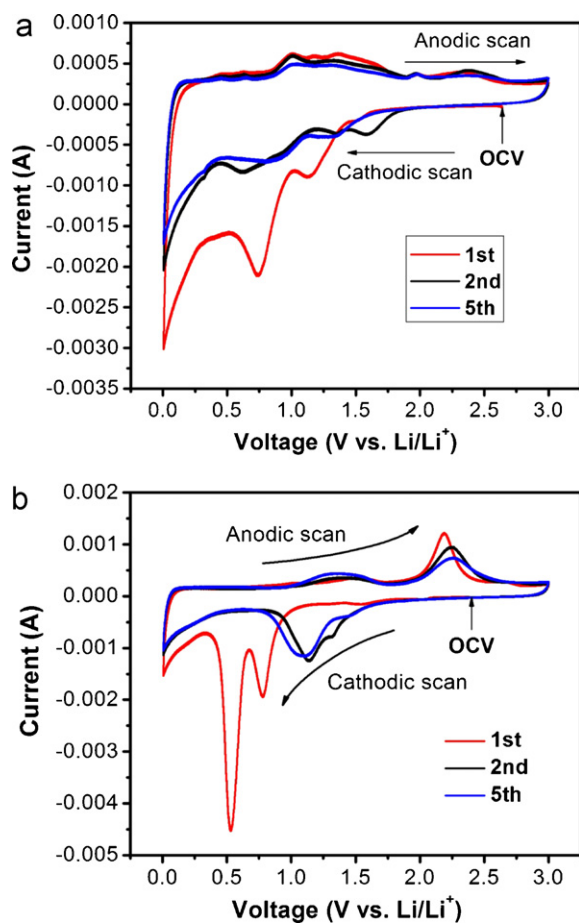 a
0.0010
0.0005
0.0000
-0.0005
-0.0010
-0.0015
-0.0020
-0.0025
-0.0030
-0.0035
Current (A)
Anodic scan
OCV
Cathodic scan
1st
2nd
5th
0.0 0.5 1.0 1.5 2.0 2.5 3.0
Voltage (V vs. Li/Li⁺)
b
0.002
0.001
0.000
-0.001
-0.002
-0.003
-0.004
-0.005
Current (A)
Anodic scan
OCV
Cathodic scan
1st
2nd
5th
0.0 0.5 1.0 1.5 2.0 2.5 3.0
Voltage (V vs. Li/Li⁺)